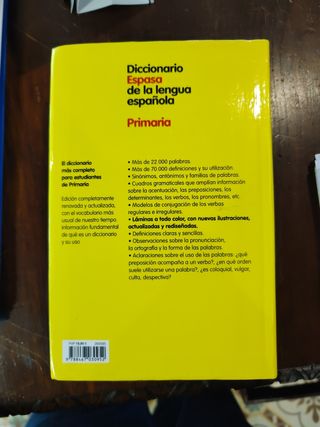 Diccionario
Espasa
de la lengua
española
Primaria
El diccionario
más completo
para estudiantes
de Primaria
Edición completamente
renovada y actualizada,
con el vocabulario más
usual de nuestro tiempo.
Información fundamental
de qué es un diccionario
y su uso
• Más de 22.000 palabras.
• Más de 70.000 definiciones y su utilización.
• Sinónimos, antónimos y familias de palabras.
• Cuadros gramaticales que amplían información
sobre la acentuación, las preposiciones, los
determinantes, los verbos, los pronombres, etc.
• Modelos de conjugación de los verbos
regulares e irregulares.
• Láminas a todo color, con nuevas ilustraciones,
actualizadas y rediseñadas.
• Definiciones claras y sencillas.
• Observaciones sobre la pronunciación,
la ortografía y la forma de las palabras.
• Aclaraciones sobre el uso de las palabras: ¿qué
preposición acompaña a un verbo?, ¿en qué orden
suele utilizarse una palabra?, ¿es coloquial, vulgar,
culta, despectiva?
9 788467 030952